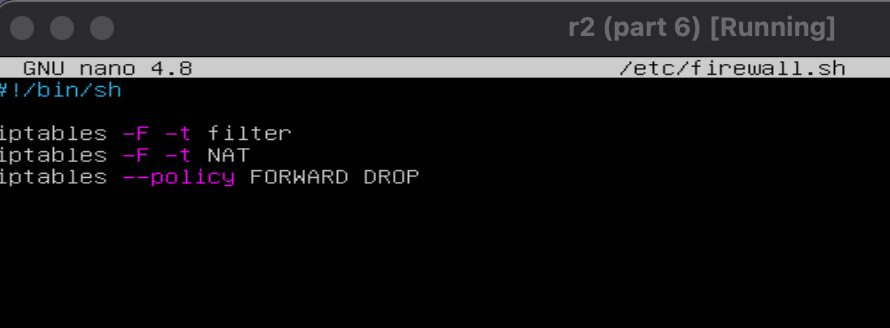 r2 (part 6) [Running]
GNU nano 4.8 /etc/firewall.sh
#!/bin/sh
iptables -F -t filter
iptables -F -t NAT
iptables --policy FORWARD DROP